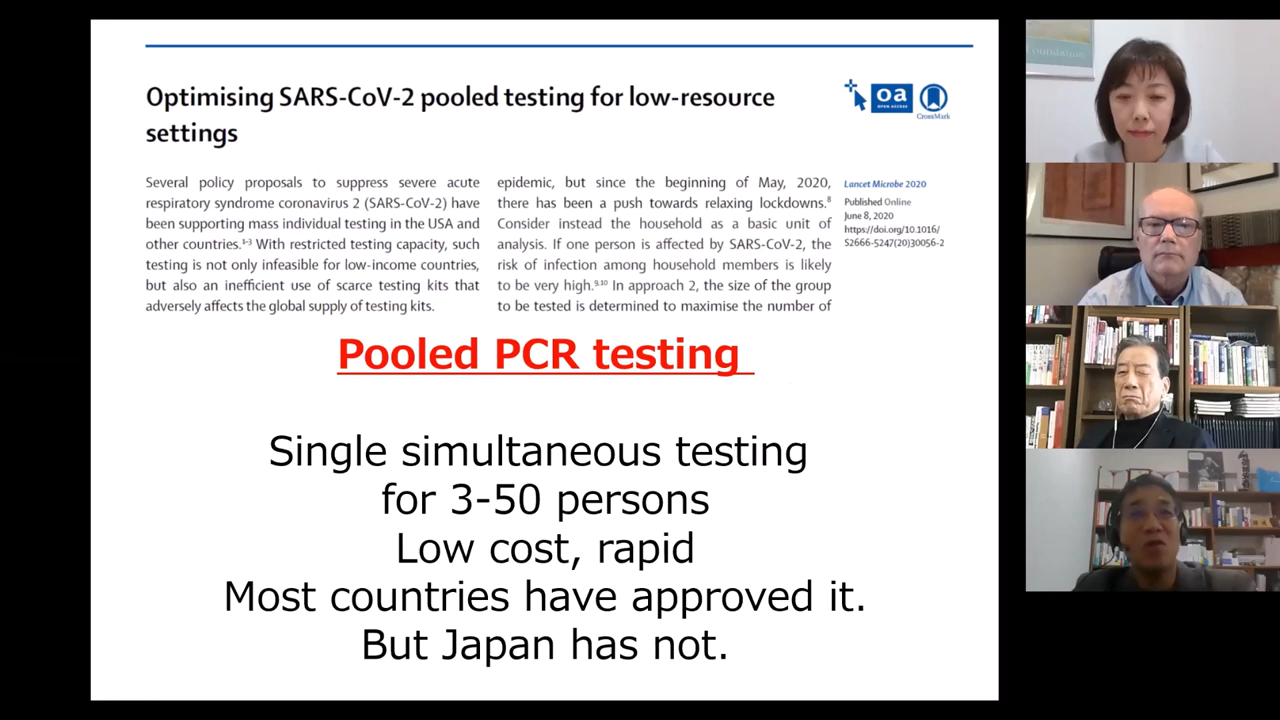 Optimising SARS-CoV-2 pooled testing for low-resource
settings
oa
OPEN ACCESS
CrossMark
Several policy proposals to suppress severe acute
respiratory syndrome coronavirus 2 (SARS-CoV-2) have
been supporting mass individual testing in the USA and
other countries.¹⁻³ With restricted testing capacity, such
testing is not only infeasible for low-income countries,
but also an inefficient use of scarce testing kits that
adversely affects the global supply of testing kits.
epidemic, but since the beginning of May, 2020,
there has been a push towards relaxing lockdowns.⁸
Consider instead the household as a basic unit of
analysis. If one person is affected by SARS-CoV-2, the
risk of infection among household members is likely
to be very high.⁹,¹⁰ In approach 2, the size of the group
to be tested is determined to maximise the number of
Lancet Microbe 2020
Published Online
June 8, 2020
https://doi.org/10.1016/
S2666-5247(20)30056-2
Pooled PCR testing
Single simultaneous testing
for 3-50 persons
Low cost, rapid
Most countries have approved it.
But Japan has not.